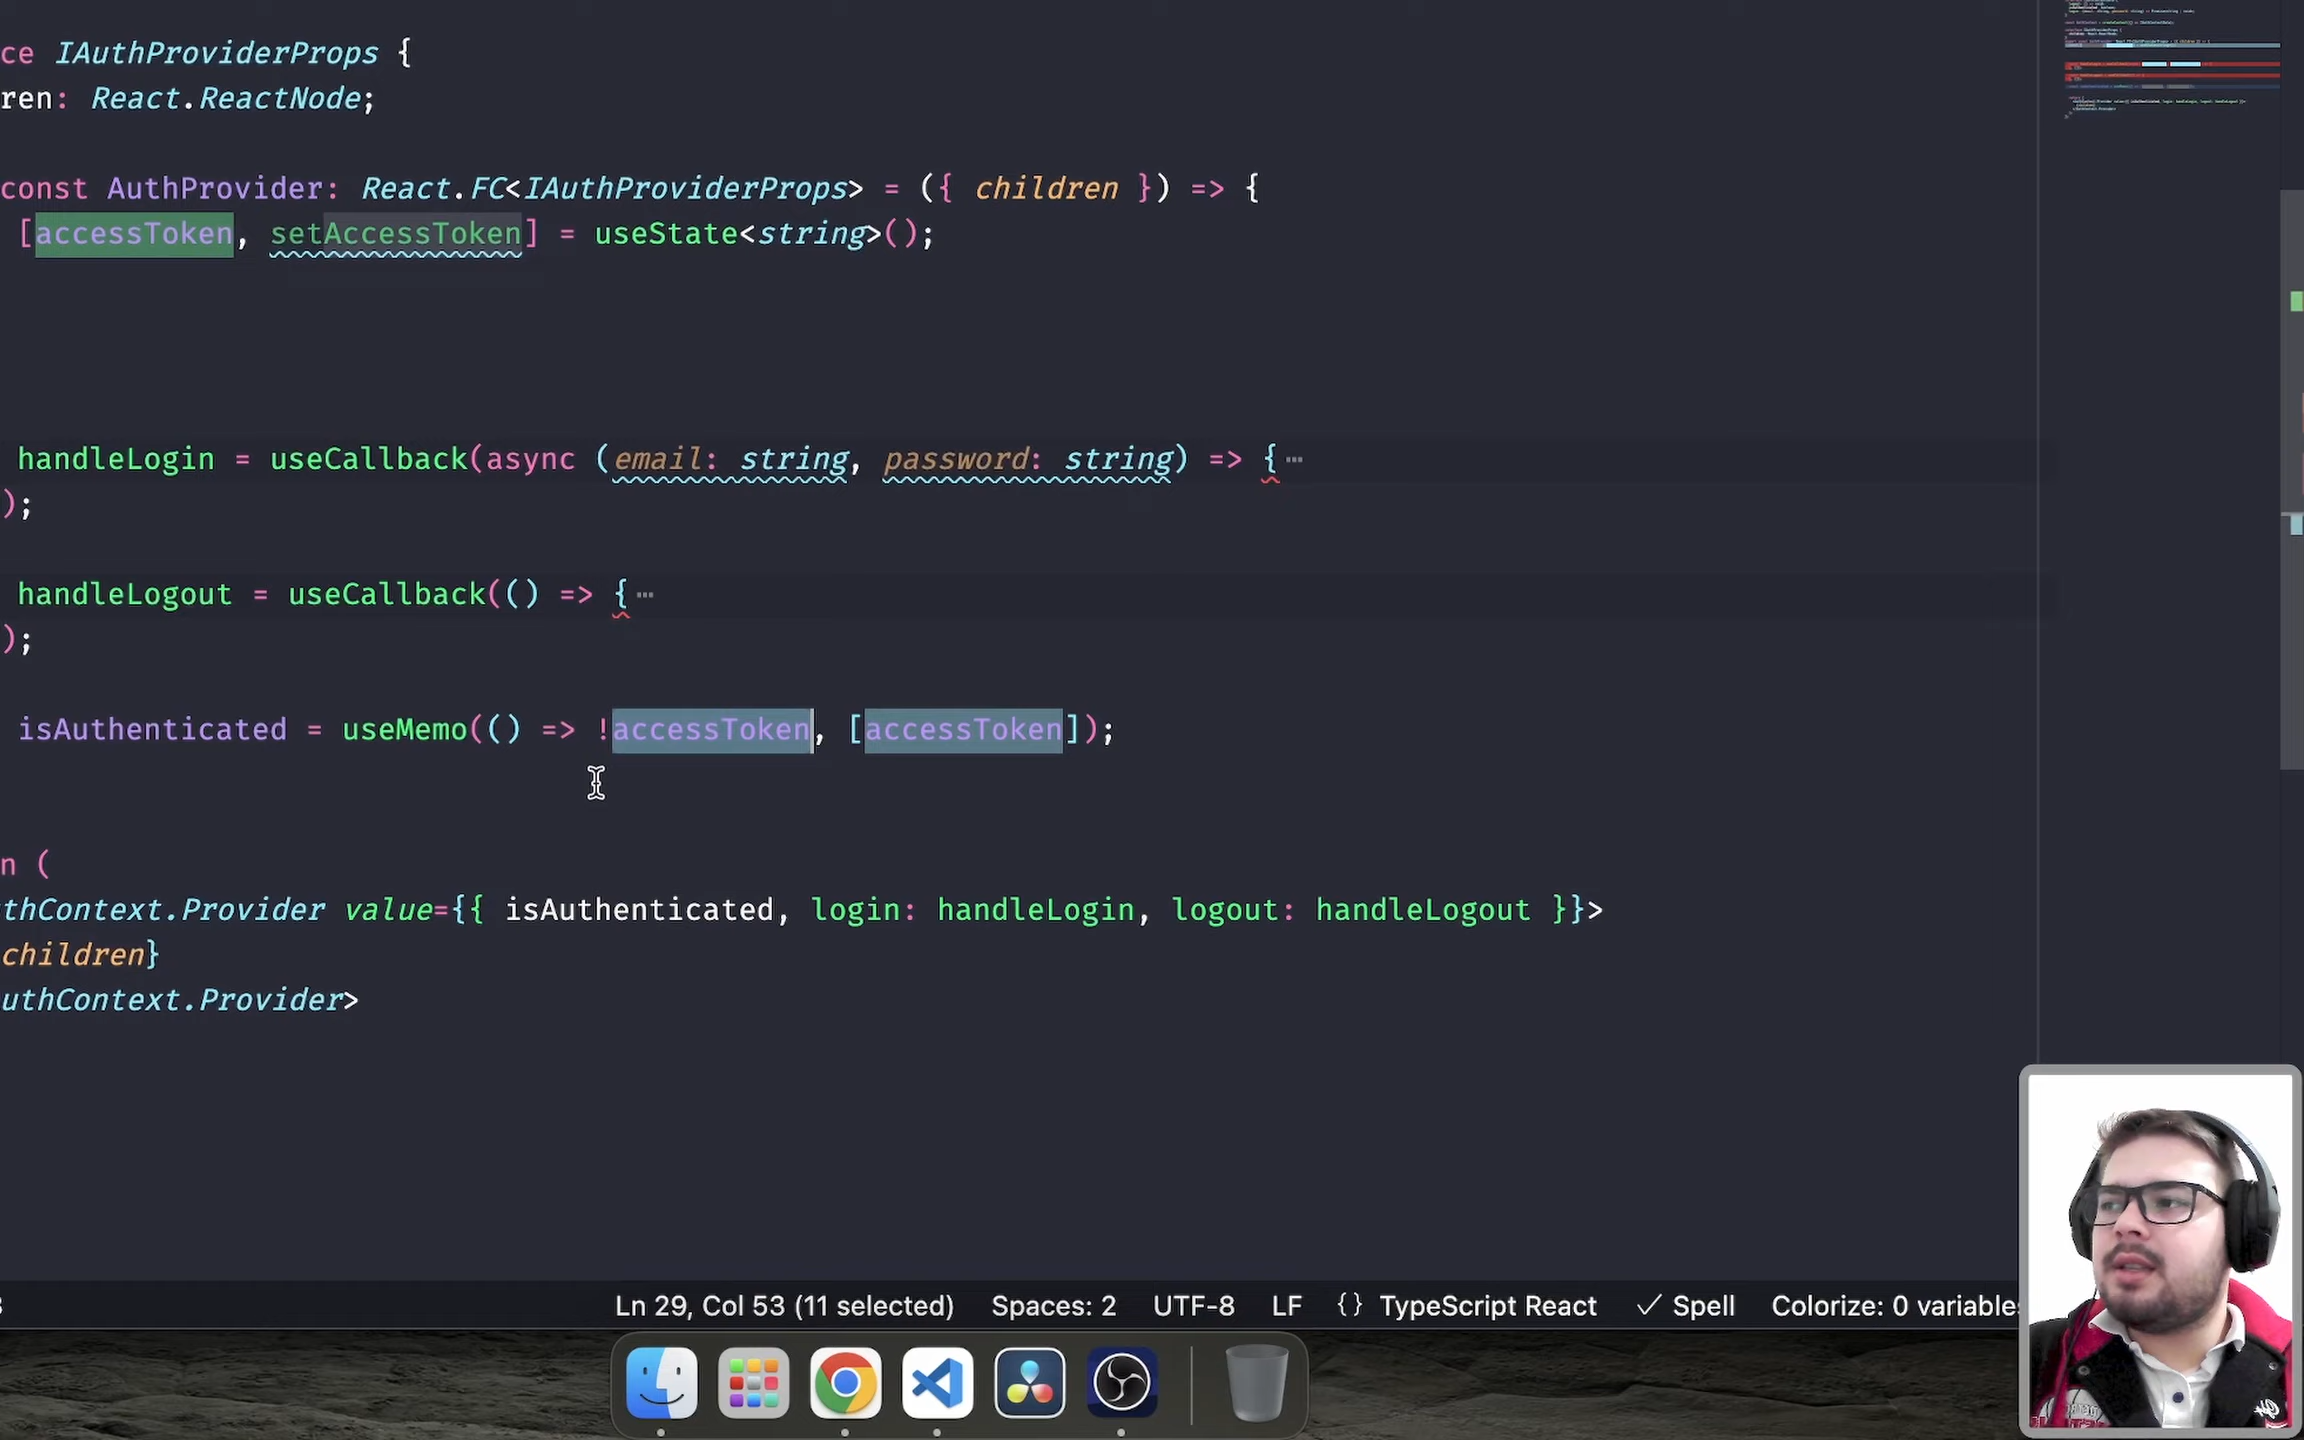 ce IAuthProviderProps {
ren: React.ReactNode;
const AuthProvider: React.FC<IAuthProviderProps> = ({ children }) => {
[accessToken, setAccessToken] = useState<string>();
handleLogin = useCallback(async (email: string, password: string) => {…
);
handleLogout = useCallback(() => {…
);
isAuthenticated = useMemo(() => !accessToken, [accessToken]);
n (
thContext.Provider value={{ isAuthenticated, login: handleLogin, logout: handleLogout }}>
children}
uthContext.Provider>
Ln 29, Col 53 (11 selected) Spaces: 2 UTF-8 LF {} TypeScript React ✓ Spell Colorize: 0 variables